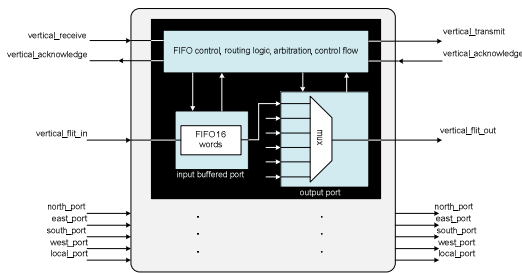 vertical_receive
vertical_transmit
vertical_acknowledge
vertical_acknowledge
FIFO control, routing logic, arbitration, control flow
vertical_flit_in
FIFO16
words
mux
vertical_flit_out
input buffered port
output port
north_port
east_port
south_port
west_port
local_port
north_port
east_port
south_port
west_port
local_port